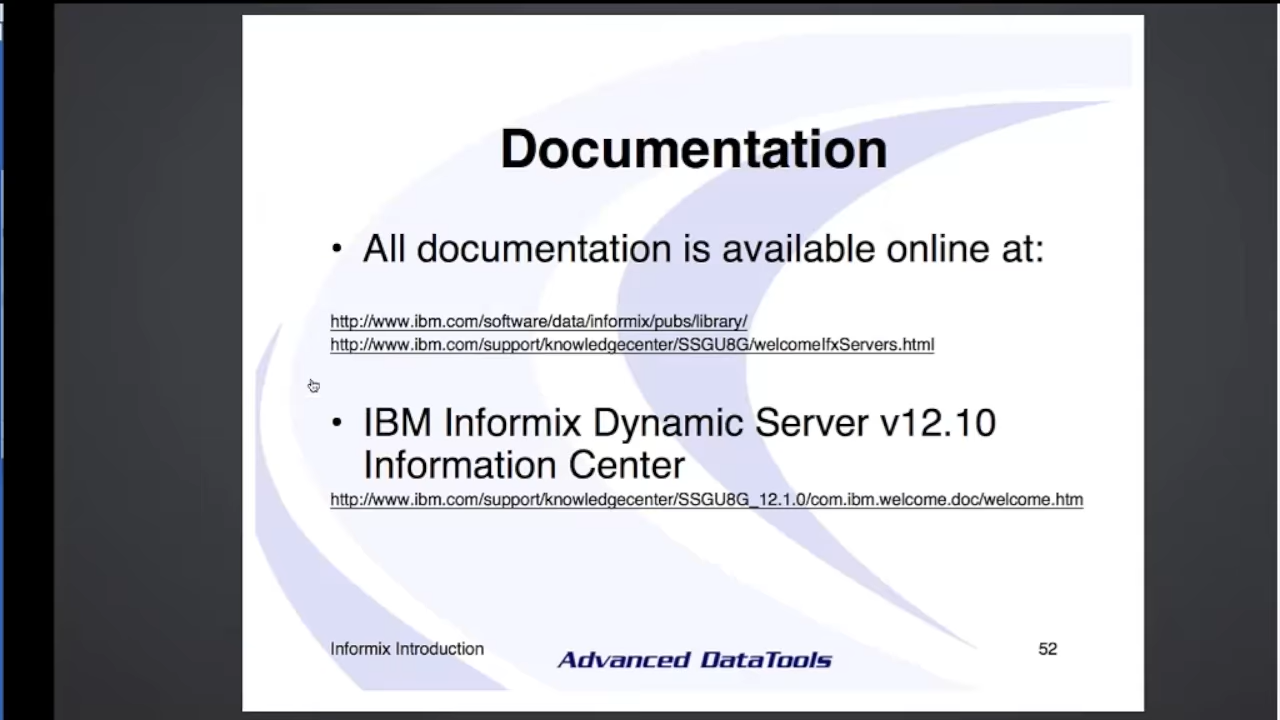 Documentation
• All documentation is available online at:
http://www.ibm.com/software/data/informix/pubs/library/
http://www.ibm.com/support/knowledgecenter/SSGU8G/welcomeIfxServers.html
• IBM Informix Dynamic Server v12.10
Information Center
http://www.ibm.com/support/knowledgecenter/SSGU8G_12.1.0/com.ibm.welcome.doc/welcome.htm
Informix Introduction
Advanced DataTools
52